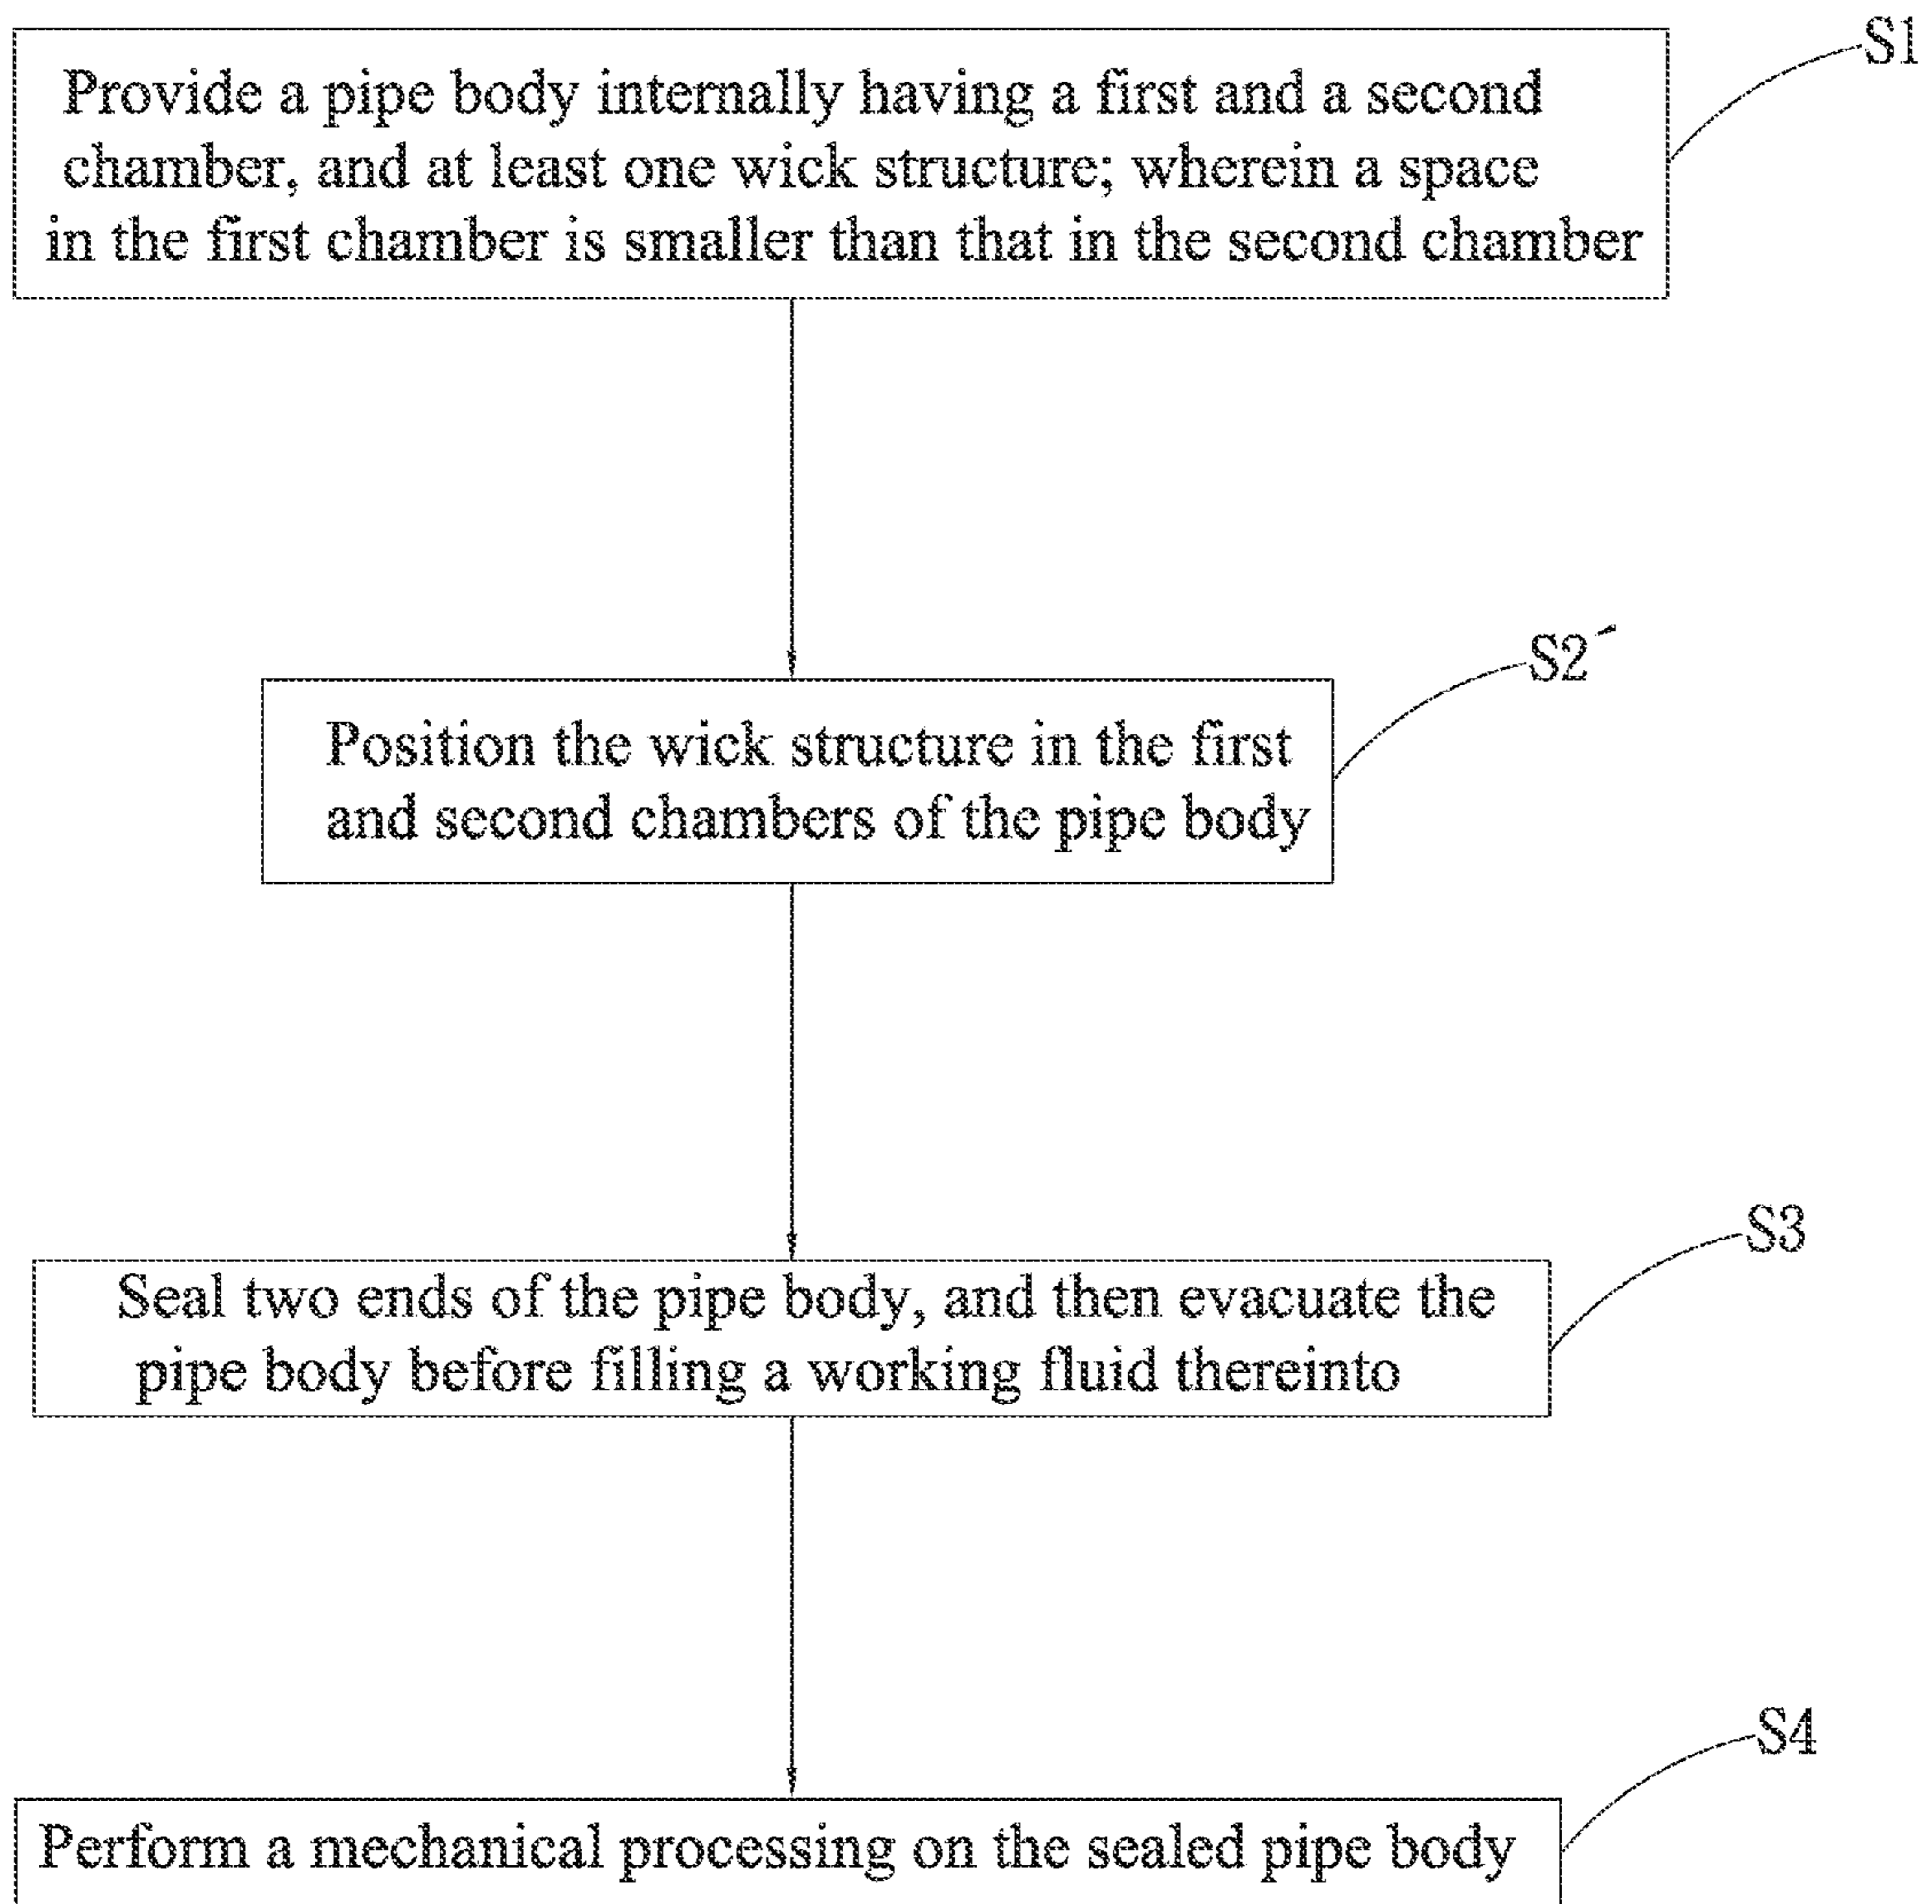 S1
Provide a pipe body internally having a first and a second
chamber, and at least one wick structure; wherein a space
in the first chamber is smaller than that in the second chamber
S2´
Position the wick structure in the first
and second chambers of the pipe body
S3
Seal two ends of the pipe body, and then evacuate the
pipe body before filling a working fluid thereinto
S4
Perform a mechanical processing on the sealed pipe body